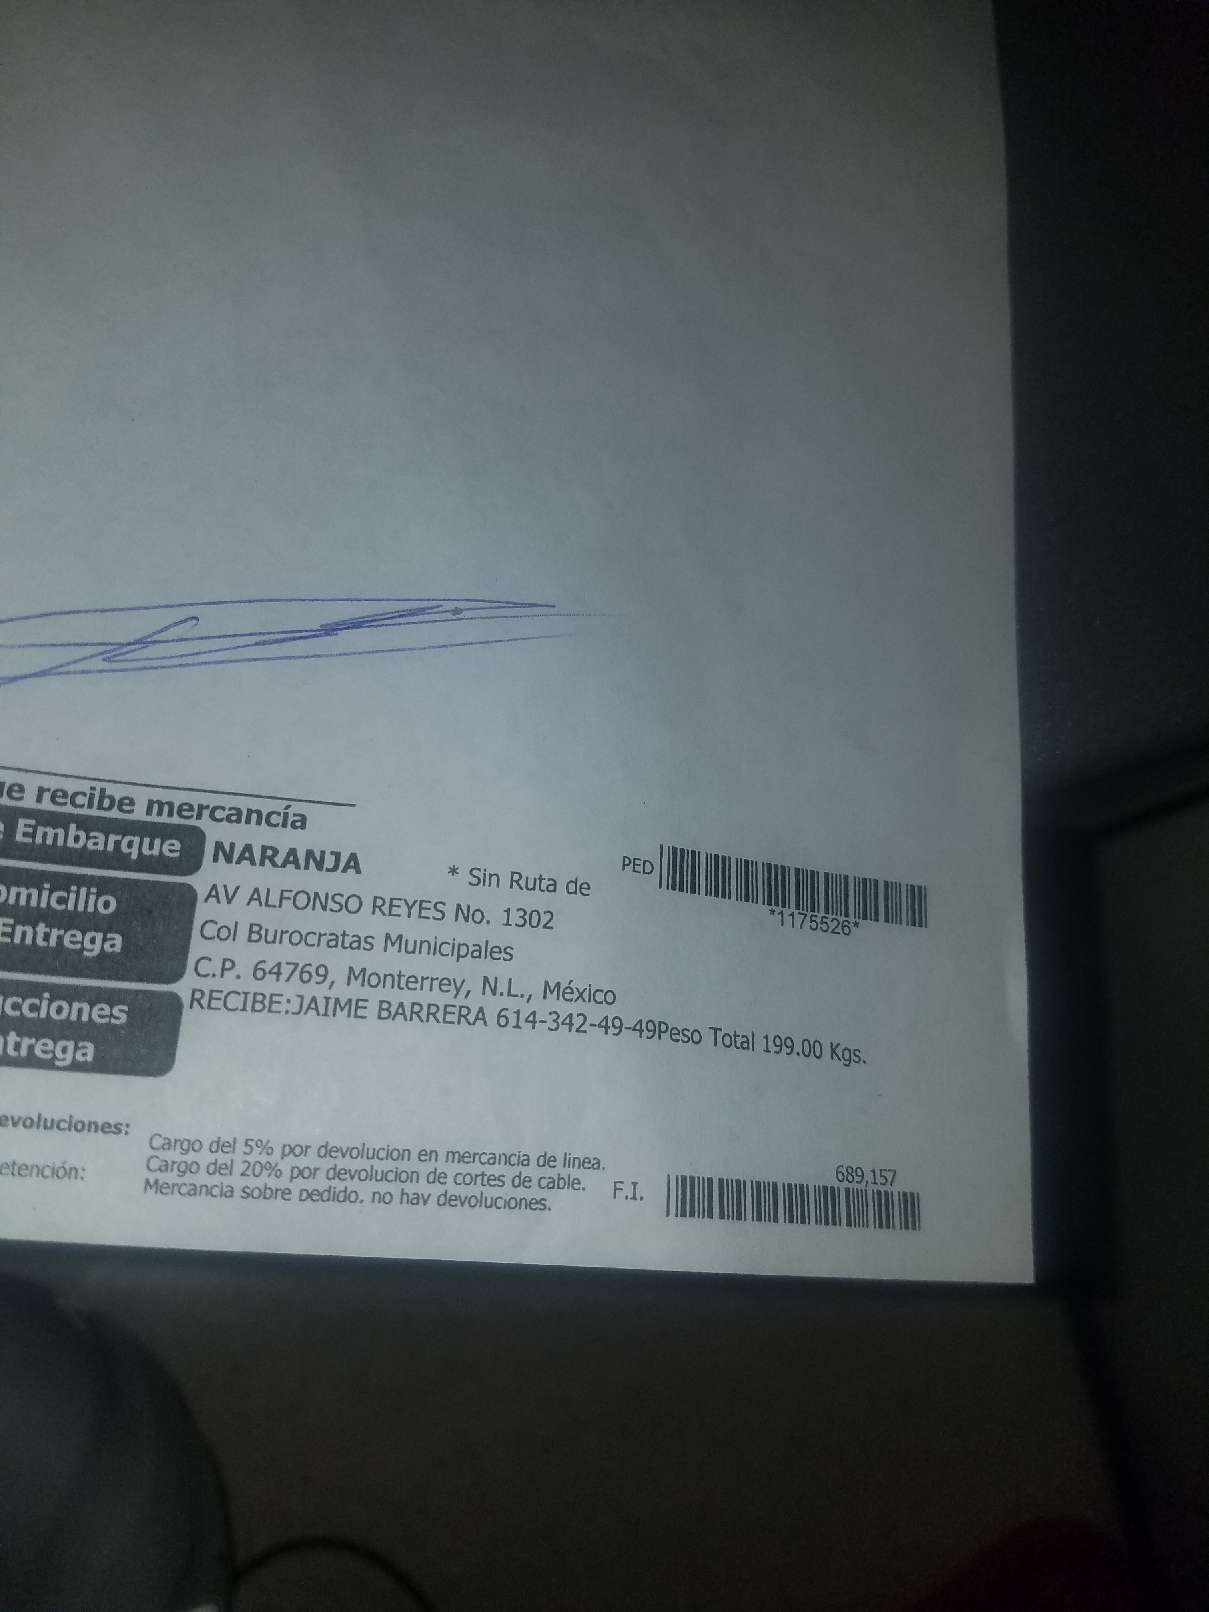 ue recibe mercancía
e Embarque NARANJA * Sin Ruta de PED
*1175526*
omicilio
Entrega
AV ALFONSO REYES No. 1302
Col Burocratas Municipales
C.P. 64769, Monterrey, N.L., México
ucciones
ntrega
RECIBE:JAIME BARRERA 614-342-49-49Peso Total 199.00 Kgs.
evoluciones:
Cargo del 5% por devolucion en mercancia de linea.
etención:
Cargo del 20% por devolucion de cortes de cable.
Mercancia sobre pedido, no hay devoluciones.
F.I.
689,157